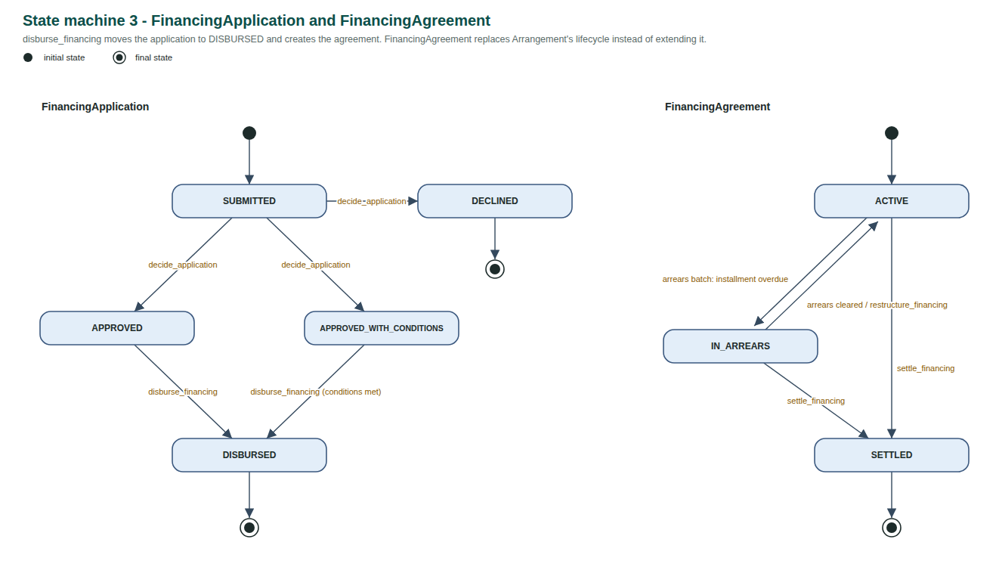 State machine 3 - FinancingApplication and FinancingAgreement
disburse_financing moves the application to DISBURSED and creates the agreement. FinancingAgreement replaces Arrangement's lifecycle instead of extending it.
initial state
final state
FinancingApplication
FinancingAgreement
SUBMITTED
decide_application
DECLINED
ACTIVE
decide_application
decide_application
arrears batch: installment overdue
arrears cleared / restructure_financing
APPROVED
APPROVED_WITH_CONDITIONS
IN_ARREARS
settle_financing
disburse_financing
disburse_financing (conditions met)
settle_financing
DISBURSED
SETTLED